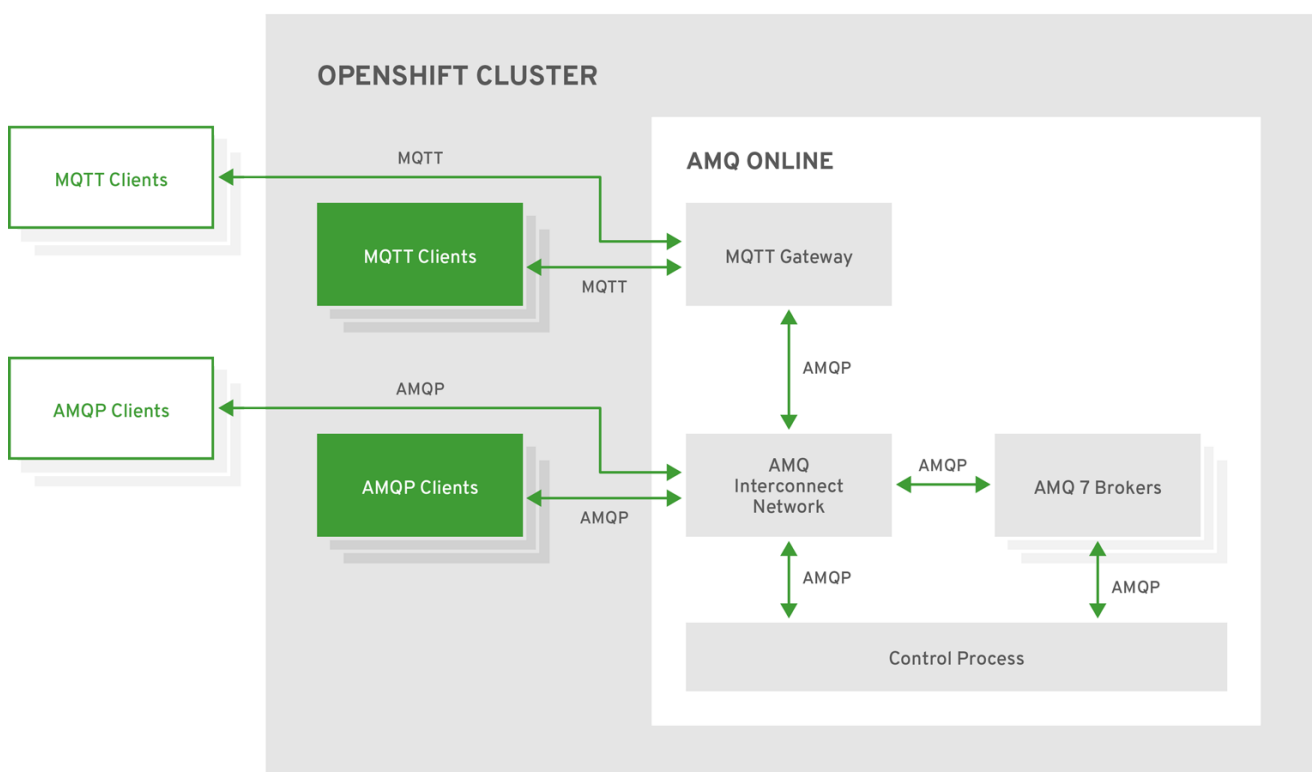 OPENSHIFT CLUSTER
MQTT Clients
MQTT
AMQ ONLINE
MQTT Clients
MQTT
MQTT Gateway
AMQP
AMQP Clients
AMQP
AMQP Clients
AMQP
AMQ
Interconnect
Network
AMQP
AMQ 7 Brokers
AMQP
AMQP
Control Process